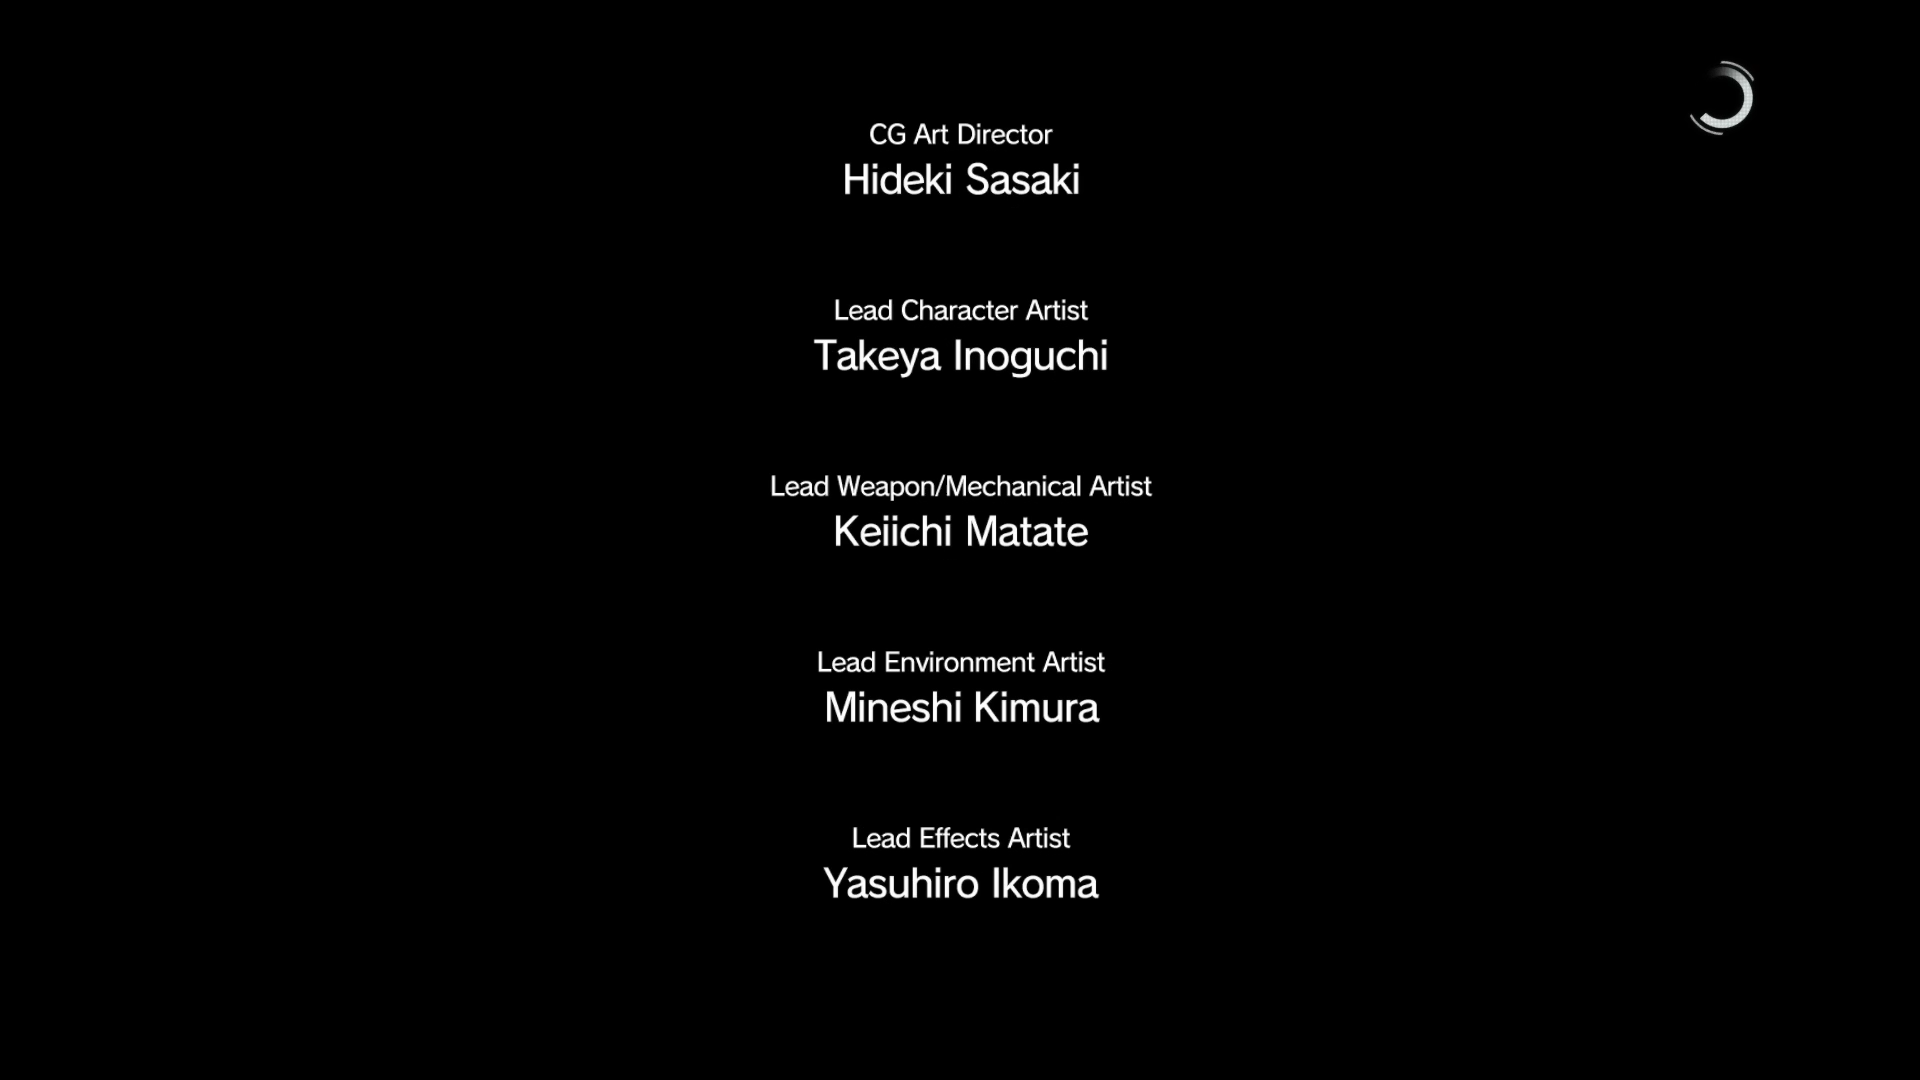 CG Art Director
Hideki Sasaki
Lead Character Artist
Takeya Inoguchi
Lead Weapon/Mechanical Artist
Keiichi Matate
Lead Environment Artist
Mineshi Kimura
Lead Effects Artist
Yasuhiro Ikoma